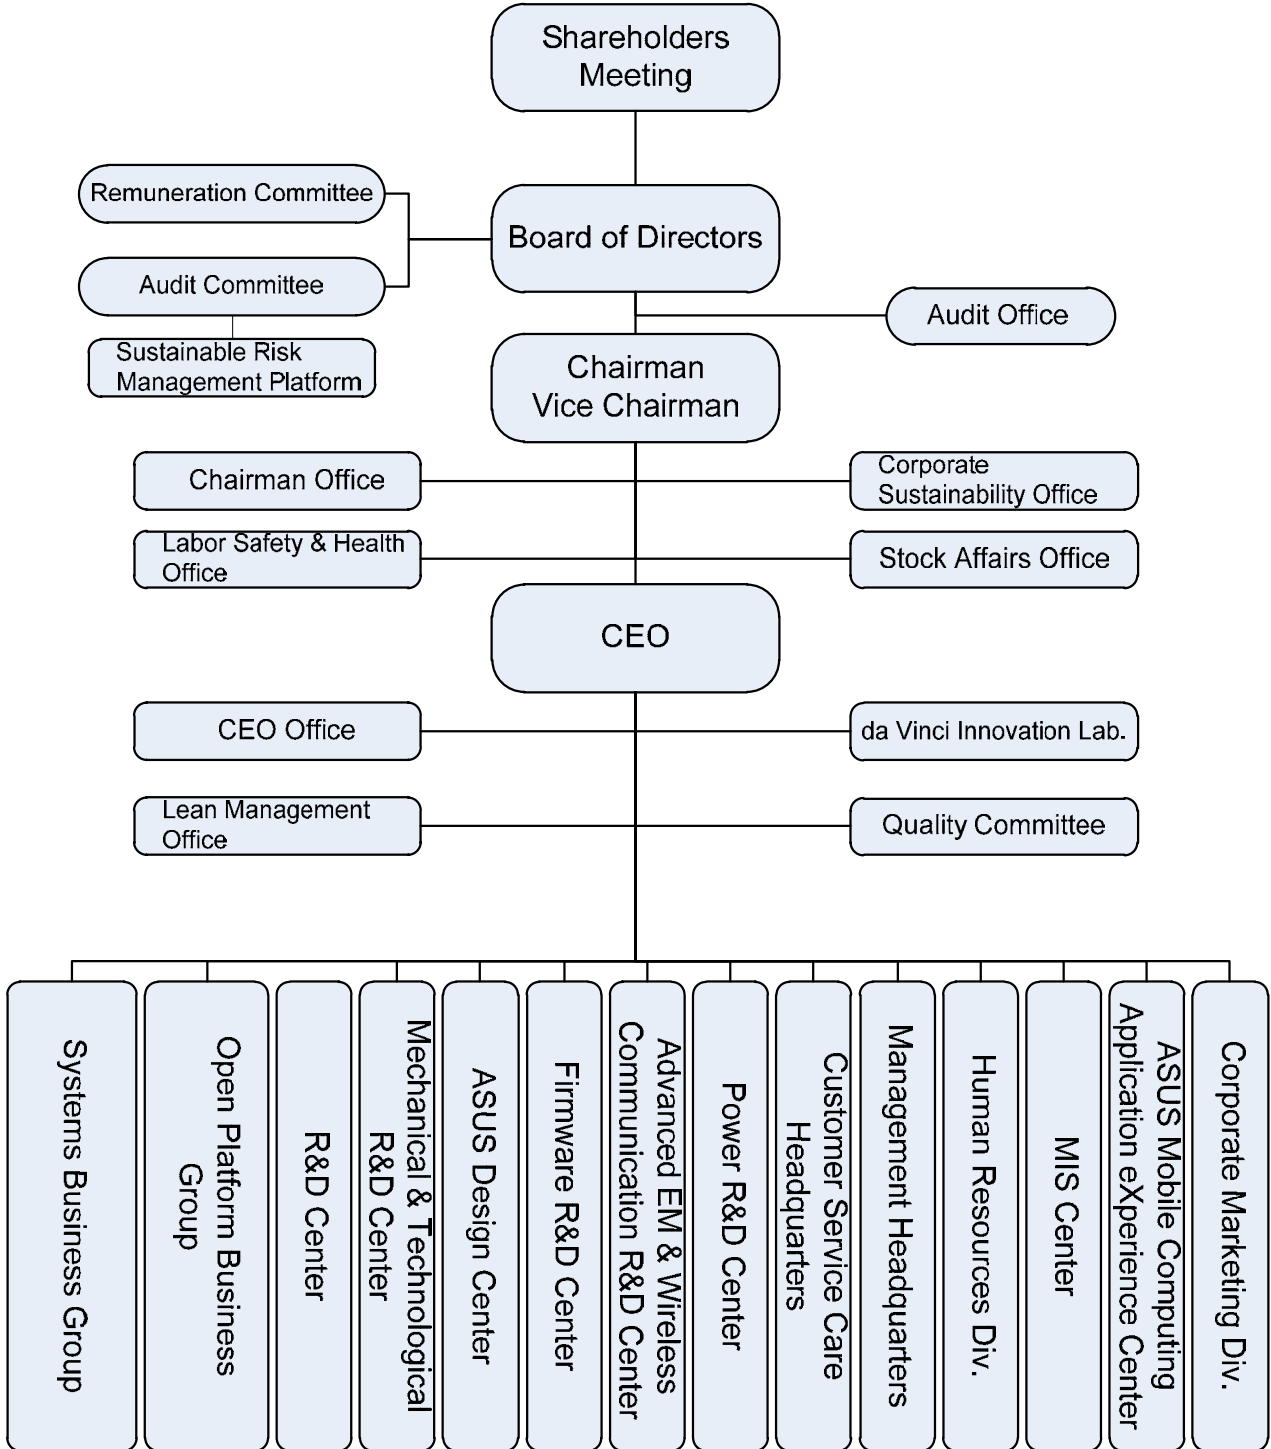 Shareholders
Meeting
Remuneration Committee
Board of Directors
Audit Committee
Audit Office
Sustainable Risk
Management Platform
Chairman
Vice Chairman
Chairman Office
Corporate
Sustainability Office
Labor Safety & Health
Office
Stock Affairs Office
CEO
CEO Office
da Vinci Innovation Lab.
Lean Management
Office
Quality Committee
Systems Business Group
Open Platform Business
Group
R&D Center
Mechanical & Technological
R&D Center
ASUS Design Center
Firmware R&D Center
Advanced EM & Wireless
Communication R&D Center
Power R&D Center
Customer Service Care
Headquarters
Management Headquarters
Human Resources Div.
MIS Center
ASUS Mobile Computing
Application eXperience Center
Corporate Marketing Div.